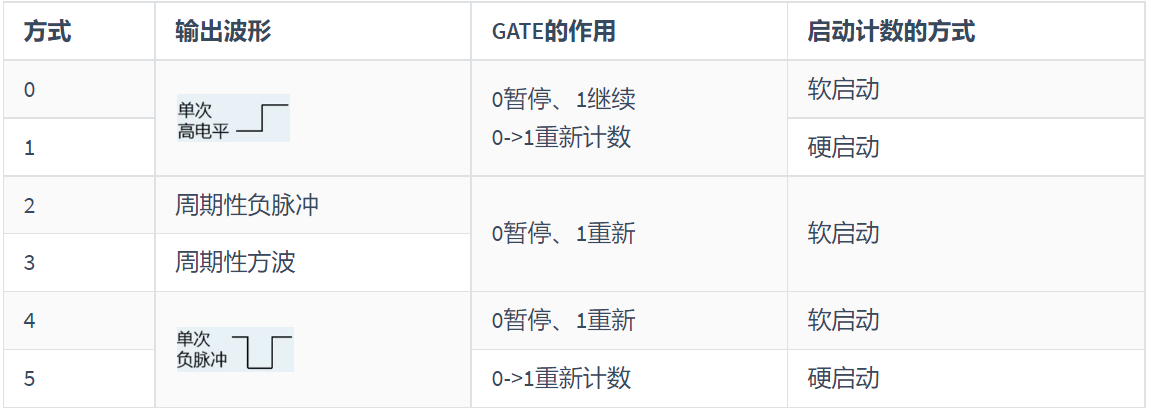 方式 输出波形 GATE的作用 启动计数的方式
0 单次 高电平 0暂停、1继续 软启动
1 0->1重新计数 硬启动
2 周期性负脉冲 0暂停、1重新 软启动
3 周期性方波
4 单次 负脉冲 0暂停、1重新 软启动
5 0->1重新计数 硬启动